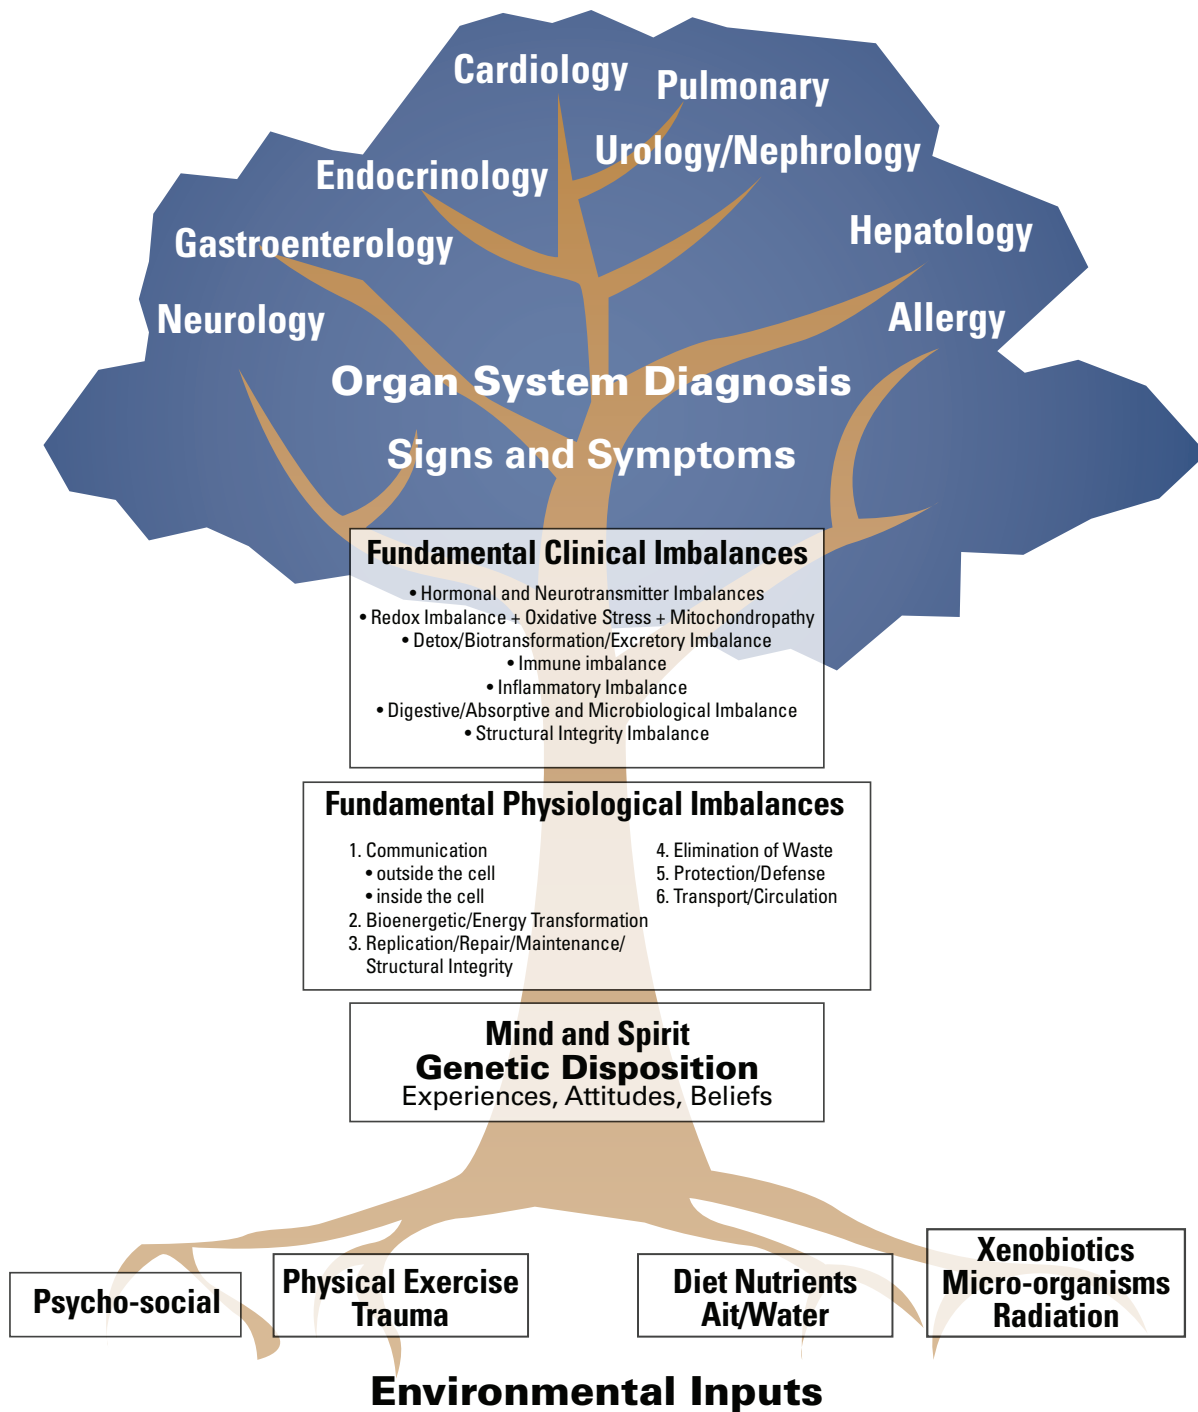 Cardiology
Pulmonary
Urology/Nephrology
Endocrinology
Hepatology
Gastroenterology
Neurology
Allergy
Organ System Diagnosis
Signs and Symptoms
Fundamental Clinical Imbalances
• Hormonal and Neurotransmitter Imbalances
• Redox Imbalance + Oxidative Stress + Mitochondropathy
• Detox/Biotransformation/Excretory Imbalance
• Immune imbalance
• Inflammatory Imbalance
• Digestive/Absorptive and Microbiological Imbalance
• Structural Integrity Imbalance
Fundamental Physiological Imbalances
1. Communication
• outside the cell
• inside the cell
2. Bioenergetic/Energy Transformation
3. Replication/Repair/Maintenance/
Structural Integrity
4. Elimination of Waste
5. Protection/Defense
6. Transport/Circulation
Mind and Spirit
Genetic Disposition
Experiences, Attitudes, Beliefs
Psycho-social
Physical Exercise
Trauma
Diet Nutrients
Ait/Water
Xenobiotics
Micro-organisms
Radiation
Environmental Inputs